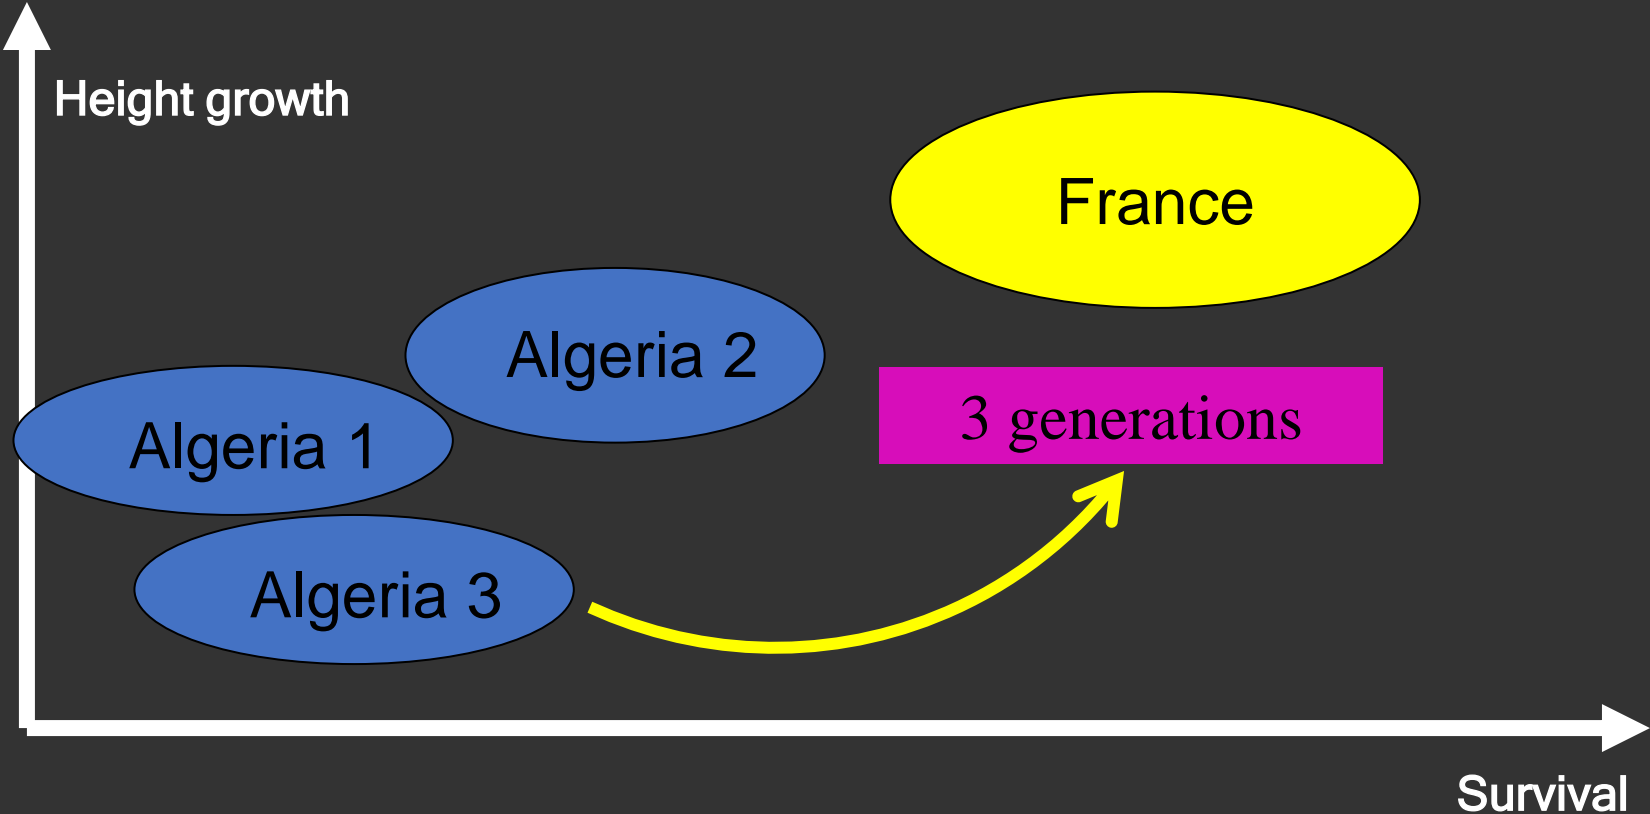 Height growth
France
Algeria 2
3 generations
Algeria 1
Algeria 3
Survival